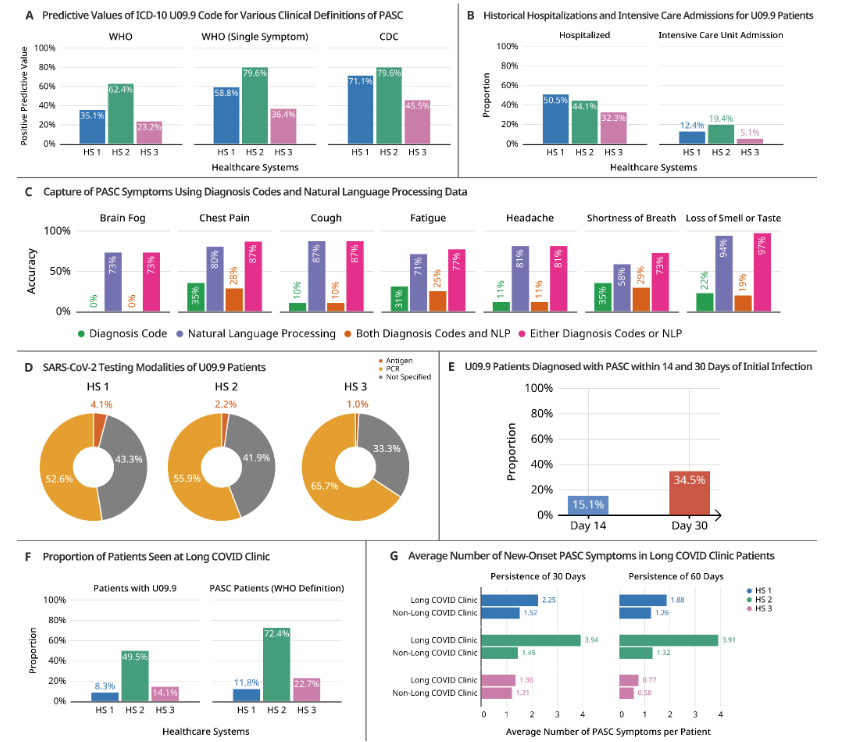 A Predictive Values of ICD-10 U09.9 Code for Various Clinical Definitions of PASC
WHO
WHO (Single Symptom)
CDC
Positive Predictive Value
100%
80%
60%
40%
20%
0%
35.1%
62.4%
23.2%
58.8%
79.6%
36.4%
71.1%
79.6%
45.5%
HS 1 HS 2 HS 3
HS 1 HS 2 HS 3
HS 1 HS 2 HS 3
Healthcare Systems
B Historical Hospitalizations and Intensive Care Admissions for U09.9 Patients
Hospitalized
Intensive Care Unit Admission
Proportion
100%
80%
60%
40%
20%
0%
50.5%
44.1%
32.3%
12.4%
19.4%
5.1%
HS 1 HS 2 HS 3
HS 1 HS 2 HS 3
Healthcare Systems
C Capture of PASC Symptoms Using Diagnosis Codes and Natural Language Processing Data
Brain Fog
Chest Pain
Cough
Fatigue
Headache
Shortness of Breath
Loss of Smell or Taste
Accuracy
100%
50%
0%
0%
73%
0%
73%
35%
80%
28%
87%
10%
87%
10%
87%
31%
71%
25%
77%
11%
81%
11%
81%
35%
58%
29%
73%
22%
94%
19%
97%
Diagnosis Code
Natural Language Processing
Both Diagnosis Codes and NLP
Either Diagnosis Codes or NLP
D SARS-CoV-2 Testing Modalities of U09.9 Patients
Antigen
PCR
Not Specified
HS 1
4.1%
43.3%
52.6%
HS 2
2.2%
41.9%
55.9%
HS 3
1.0%
33.3%
65.7%
E U09.9 Patients Diagnosed with PASC within 14 and 30 Days of Initial Infection
Proportion
100%
80%
60%
40%
20%
0%
15.1%
34.5%
Day 14
Day 30
F Proportion of Patients Seen at Long COVID Clinic
Patients with U09.9
PASC Patients (WHO Definition)
Proportion
100%
80%
60%
40%
20%
0%
8.3%
49.5%
14.1%
11.8%
72.4%
22.7%
HS 1 HS 2 HS 3
HS 1 HS 2 HS 3
Healthcare Systems
G Average Number of New-Onset PASC Symptoms in Long COVID Clinic Patients
Persistence of 30 Days
Persistence of 60 Days
HS 1
HS 2
HS 3
Long COVID Clinic 2.25 1.88
Non-Long COVID Clinic 1.52 1.26
Long COVID Clinic 3.94 3.91
Non-Long COVID Clinic 1.45 1.32
Long COVID Clinic 1.36 0.77
Non-Long COVID Clinic 1.21 0.58
0 1 2 3 4
0 1 2 3 4
Average Number of PASC Symptoms per Patient